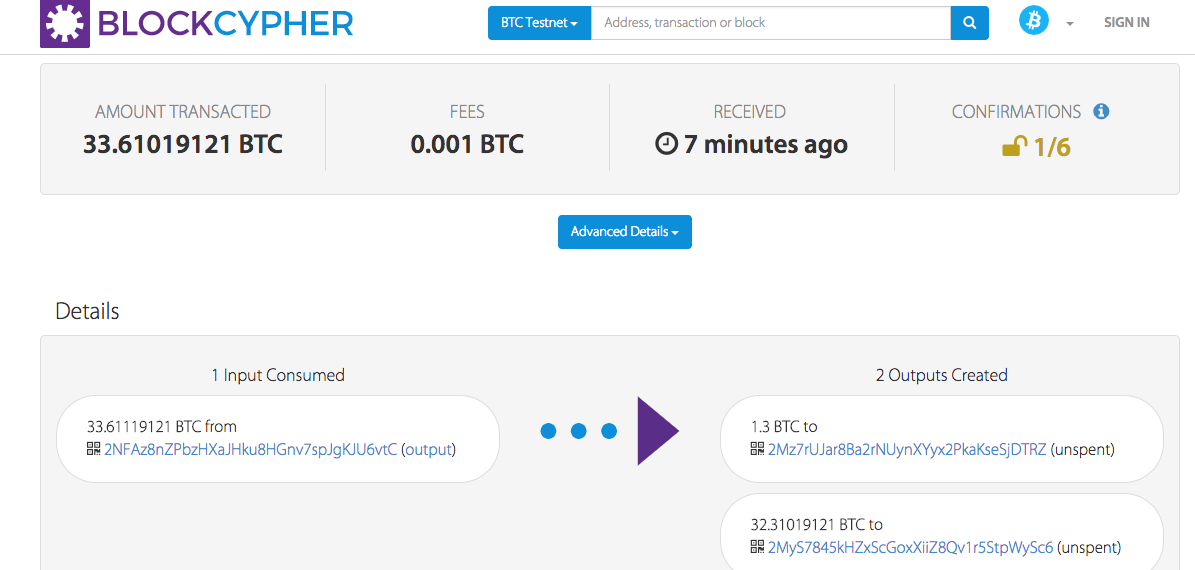 BLOCKCYPHER
BTC Testnet
Address, transaction or block
SIGN IN
AMOUNT TRANSACTED
33.61019121 BTC
FEES
0.001 BTC
RECEIVED
7 minutes ago
CONFIRMATIONS
1/6
Advanced Details
Details
1 Input Consumed
33.61119121 BTC from
2NFAz8nZPbzHXaJHku8HGnv7spJgKJU6vtC (output)
2 Outputs Created
1.3 BTC to
2Mz7rUJar8Ba2rNUynXYyx2PkaKseSjDTRZ (unspent)
32.31019121 BTC to
2MyS7845kHZxScGoxXiiZ8Qv1r5StpWySc6 (unspent)